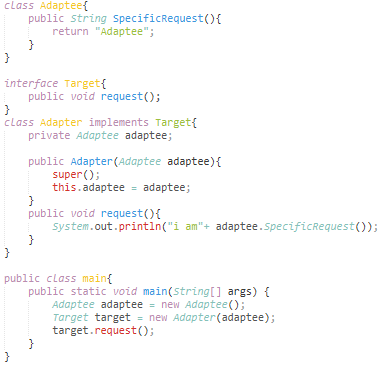 class Adaptee{
    public String SpecificRequest(){
        return "Adaptee";
    }
}

interface Target{
    public void request();
}
class Adapter implements Target{
    private Adaptee adaptee;

    public Adapter(Adaptee adaptee){
        super();
        this.adaptee = adaptee;
    }
    public void request(){
        System.out.println("i am"+ adaptee.SpecificRequest());
    }
}

public class main{
    public static void main(String[] args) {
        Adaptee adaptee = new Adaptee();
        Target target = new Adapter(adaptee);
        target.request();
    }
}